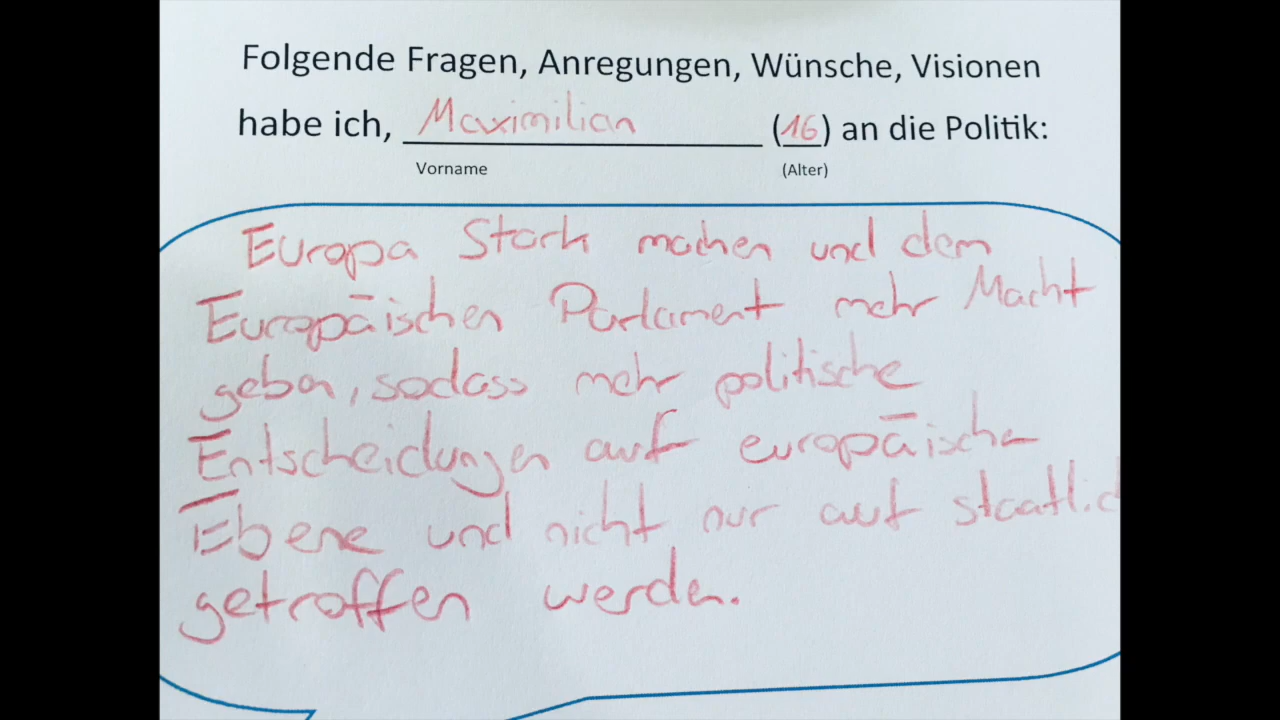 Folgende Fragen, Anregungen, Wünsche, Visionen
habe ich, Maximilian (16) an die Politik:
Vorname (Alter)
Europa Stark machen und dem
Europäischen Parlament mehr Macht
geben, sodass mehr politische
Entscheidungen auf europäische
Ebene und nicht nur auf staatlic
getroffen werden.